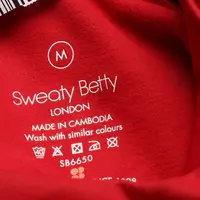 M
Sweaty Betty
LONDON
MADE IN CAMBODIA
Wash with similar colours
SB6650